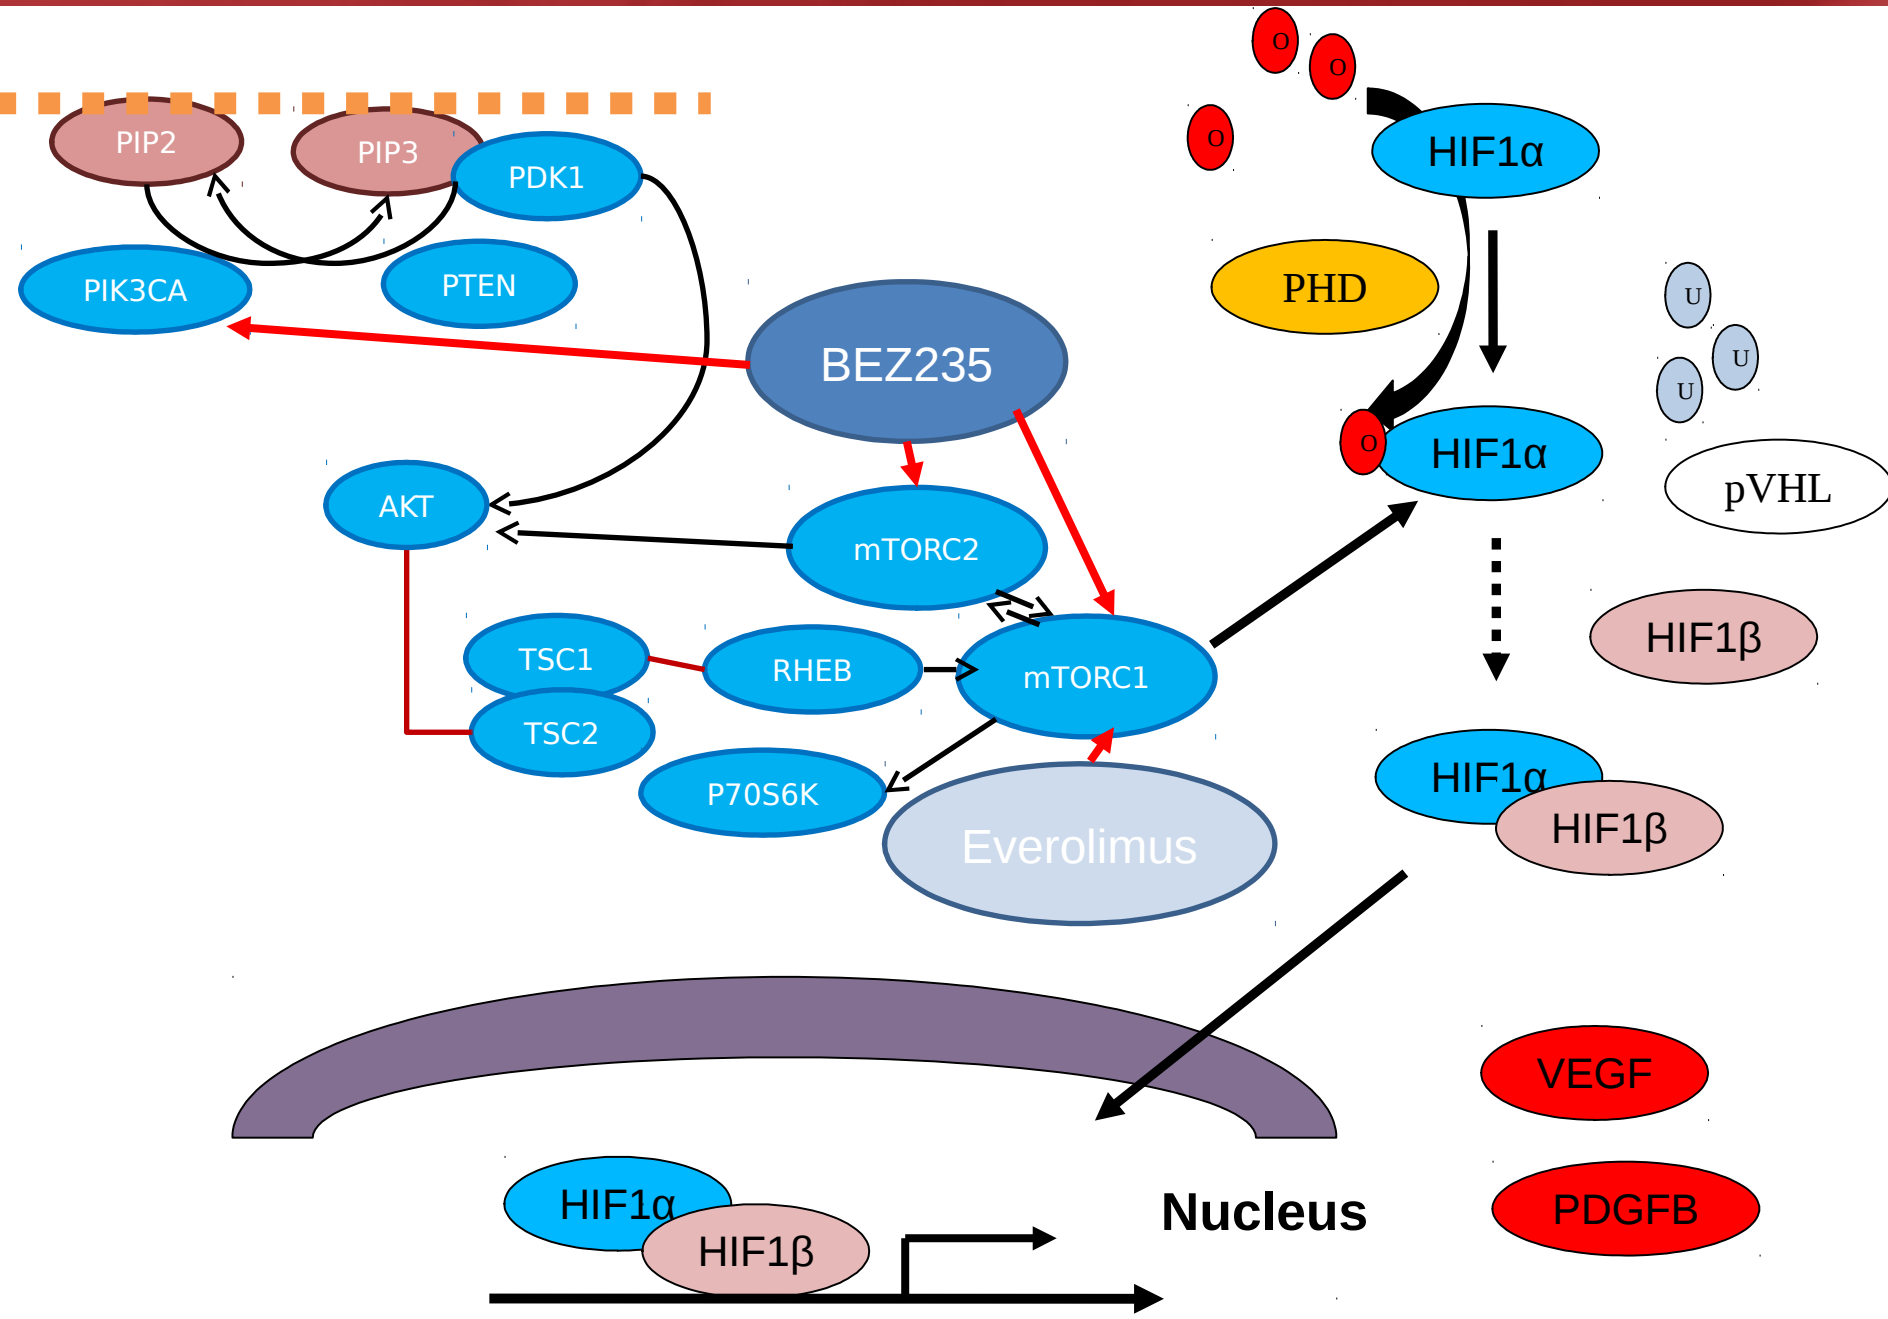 O
O
O
HIF1α
PIP2
PIP3
PDK1
PIK3CA
PTEN
PHD
U
U
U
BEZ235
O
HIF1α
pVHL
AKT
mTORC2
HIF1β
TSC1
RHEB
mTORC1
TSC2
P70S6K
HIF1α
HIF1β
Everolimus
VEGF
HIF1α
HIF1β
Nucleus
PDGFB